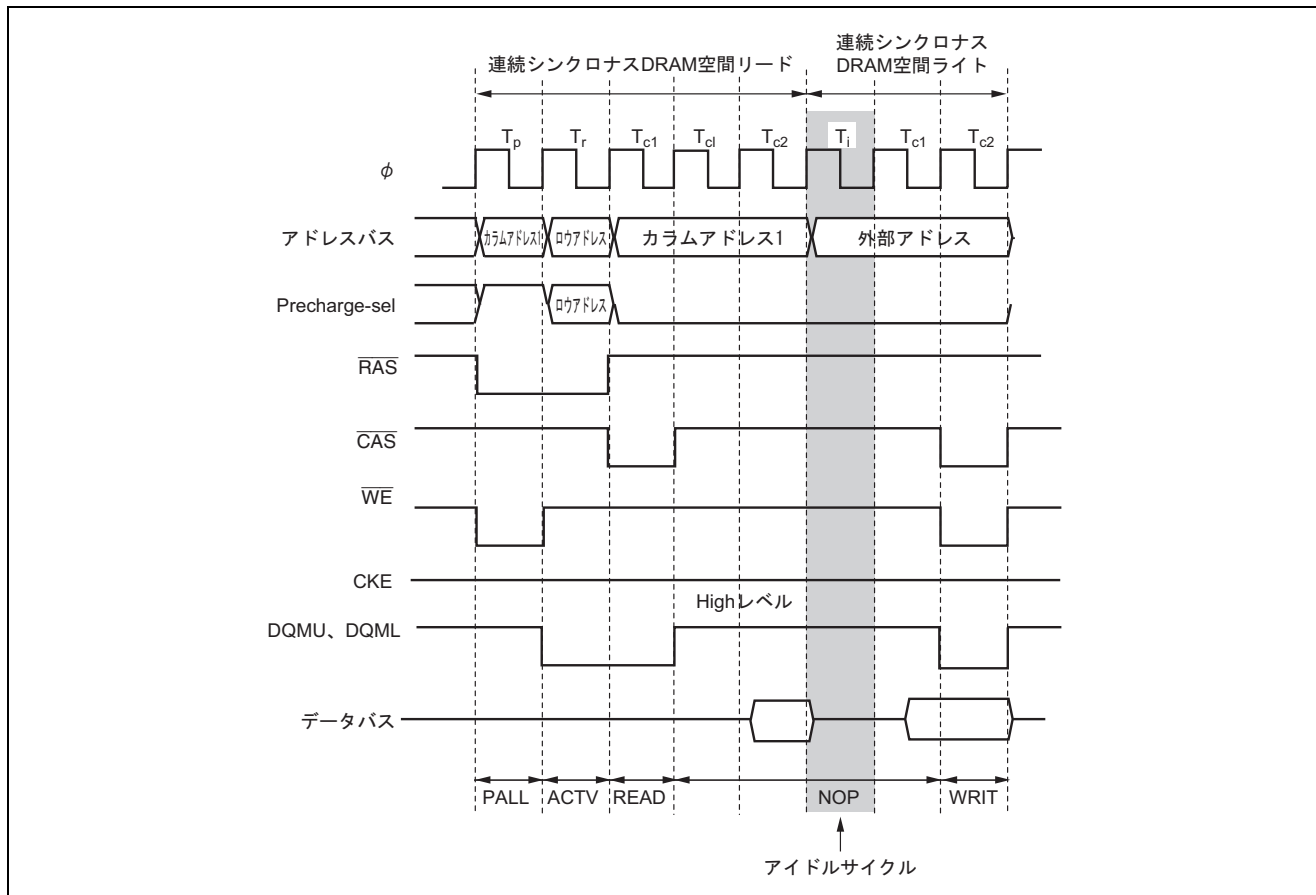 連続シンクロナスDRAM空間リード
連続シンクロナス
DRAM空間ライト
Tp Tr Tc1 Tcl Tc2 Ti Tc1 Tc2
φ
アドレスバス カラムアドレス1 ロウアドレス カラムアドレス1 外部アドレス
Precharge-sel ロウアドレス
RAS
CAS
WE
CKE
Highレベル
DQMU、DQML
データバス
PALL ACTV READ NOP WRIT
アイドルサイクル